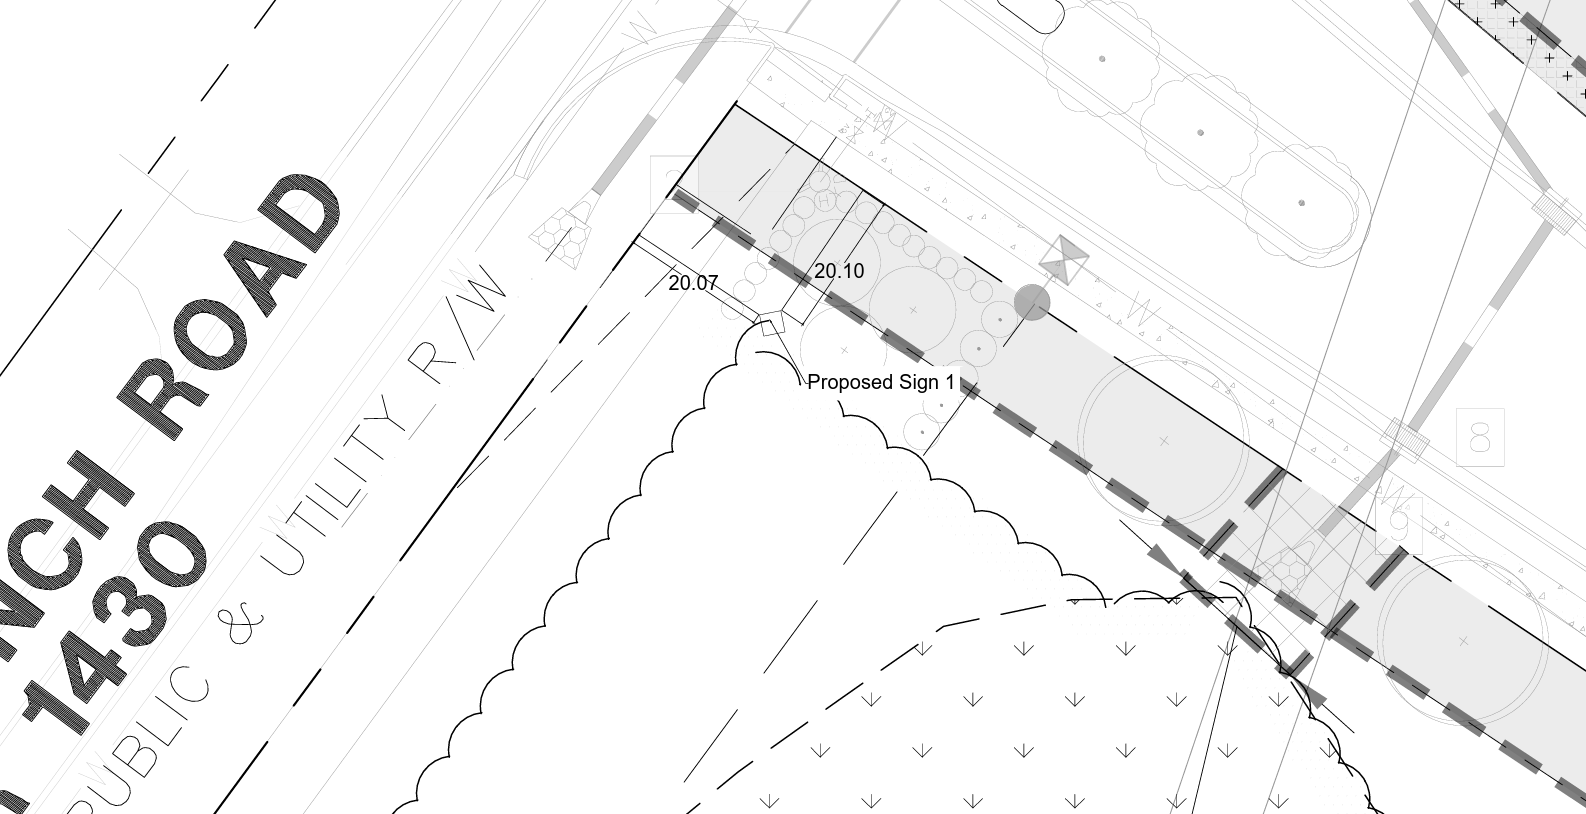 NCH ROAD
1430
PUBLIC & UTILITY R/W
W
W
W
W
20.07
20.10
Proposed Sign 1
8
9